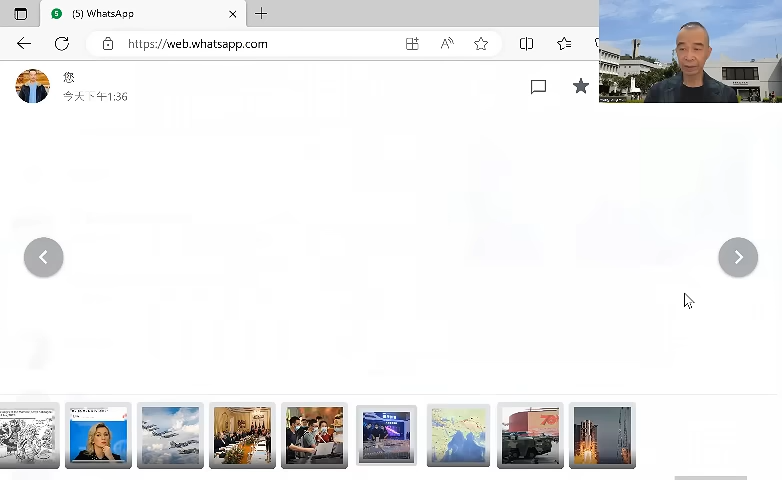 (5) WhatsApp
https://web.whatsapp.com
您
今天下午1:36